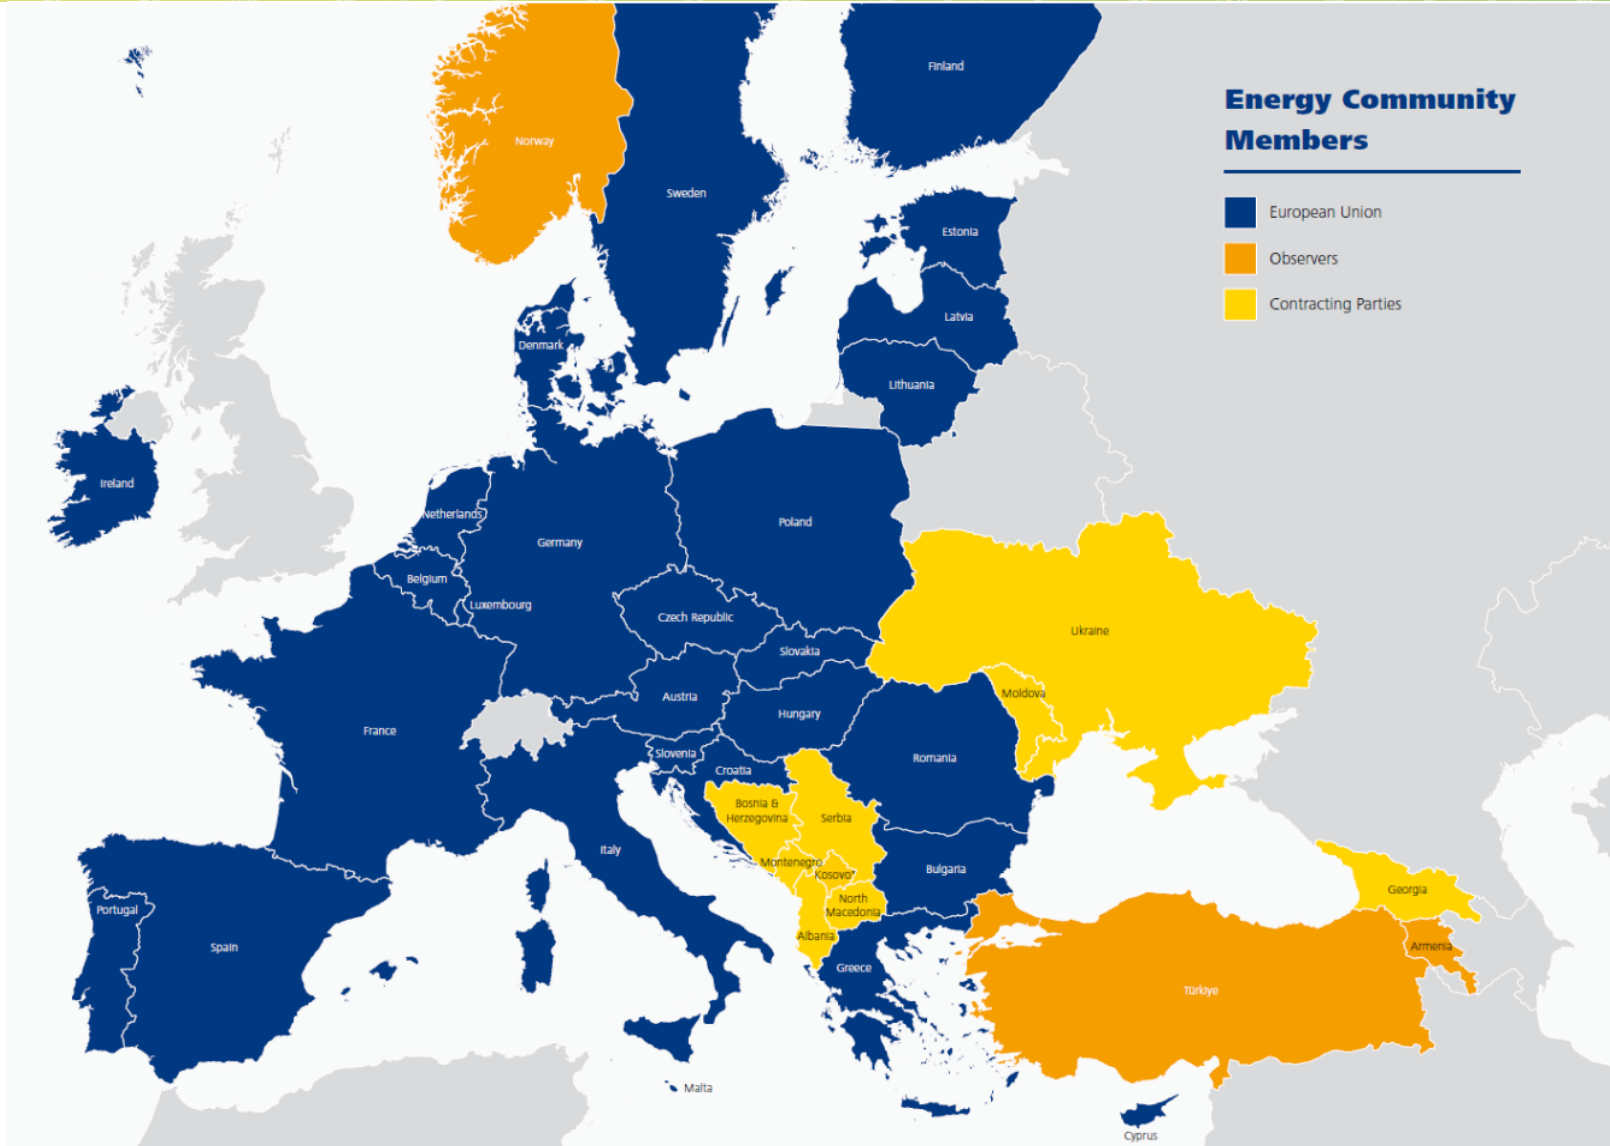 Energy Community
Members
European Union
Observers
Contracting Parties
Finland
Norway
Sweden
Estonia
Latvia
Denmark
Lithuania
Ireland
Netherlands
Poland
Germany
Belgium
Luxembourg
Czech Republic
Ukraine
Slovakia
Austria
Moldova
Hungary
France
Slovenia
Romania
Croatia
Bosnia &
Herzegovina
Serbia
Italy
Montenegro
Kosovo*
Bulgaria
Georgia
North
Macedonia
Portugal
Albania
Spain
Armenia
Greece
Türkiye
Malta
Cyprus